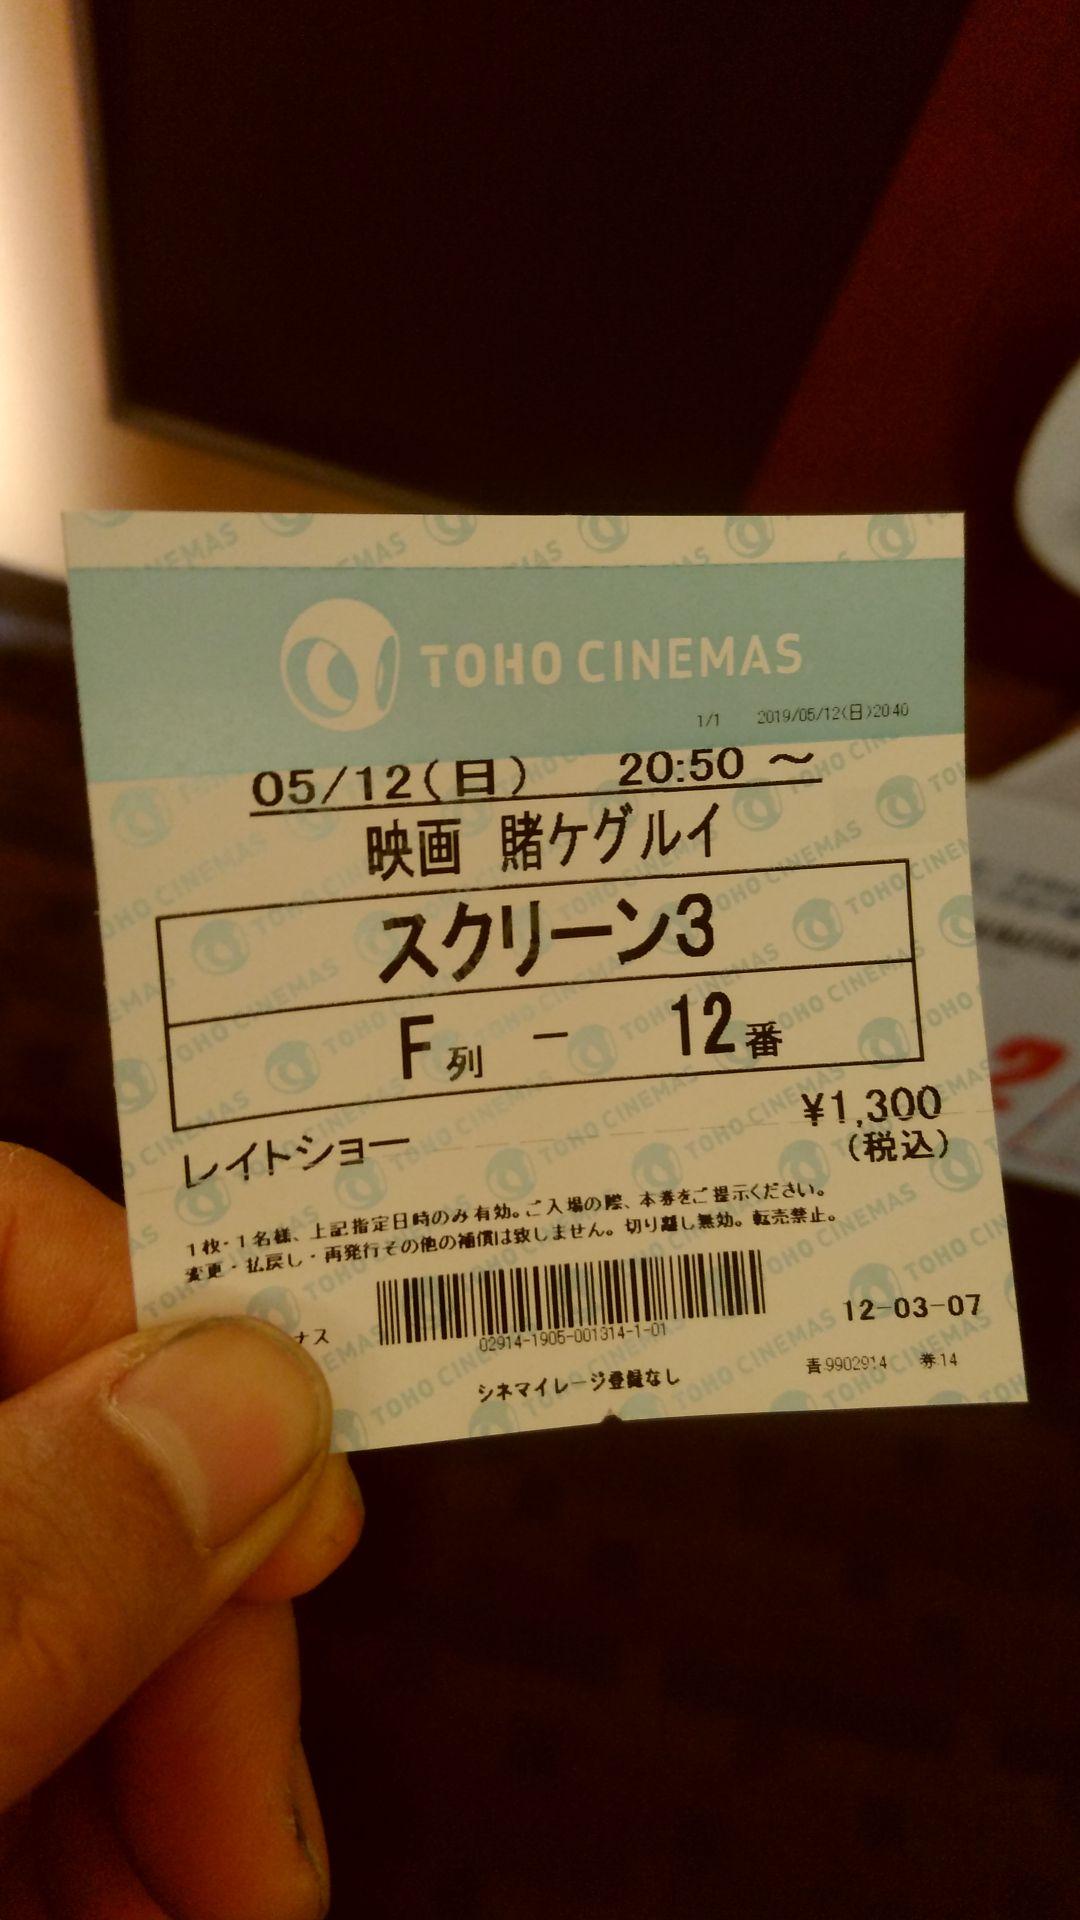 TOHO CINEMAS
1/1 2019/05/12(日)20:40
05/12(日) 20:50 ～
映画 賭ケグルイ
スクリーン3
F列 － 12番
レイトショー ¥1,300
(税込)
1枚・1名様、上記指定日時のみ有効。ご入場の際、本券をご提示ください。
変更・払戻し・再発行その他の補償は致しません。切り離し無効。転売禁止。
ナス 12-03-07
02914-1905-001314-1-01
青9902914 券14
シネマイレージ登録なし